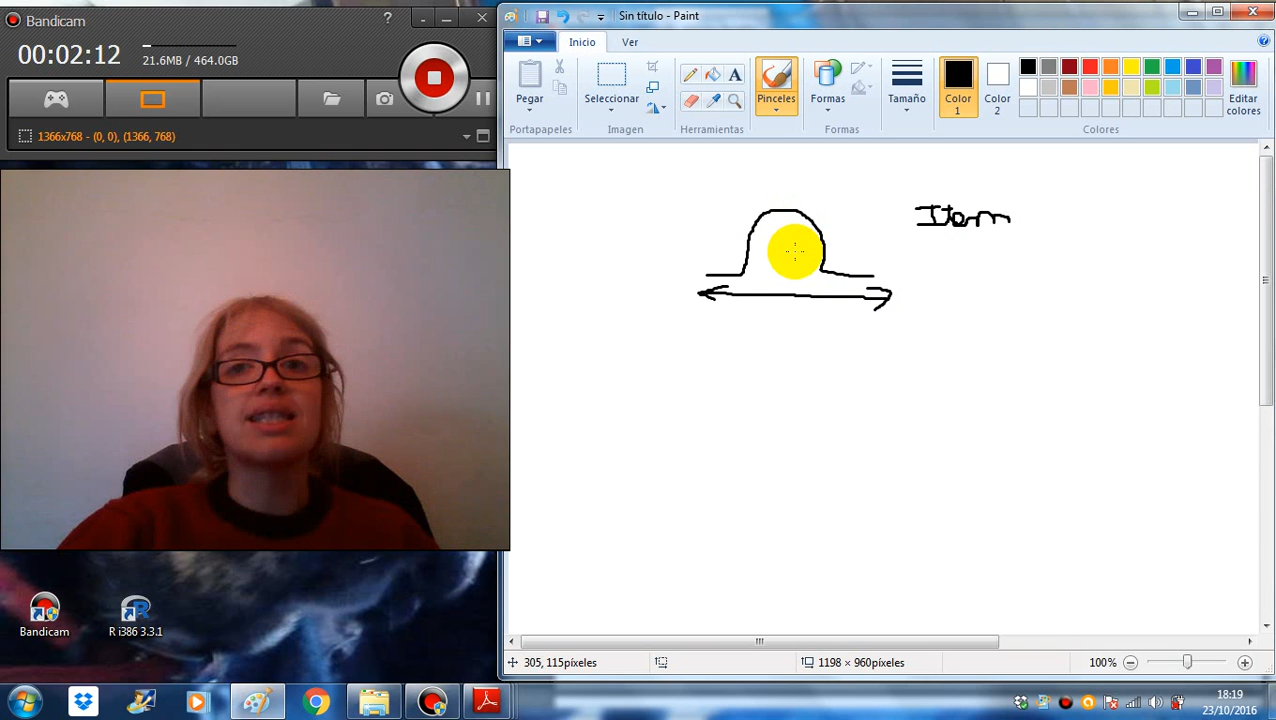 Bandicam
?
00:02:12
21.6MB / 464.0GB
1366x768 - (0, 0), (1366, 768)
Sin título - Paint
Inicio
Ver
Pegar
Seleccionar
Pinceles
Formas
Tamaño
Color 1
Color 2
Editar colores
Portapapeles
Imagen
Herramientas
Formas
Colores
Item
305, 115píxeles
1198 × 960píxeles
100%
Bandicam
R i386 3.3.1
18:19
23/10/2016